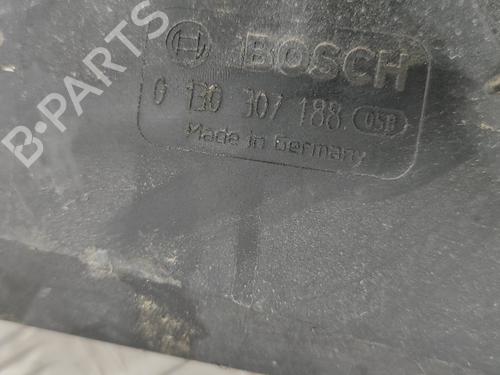 B-PARTS
BOSCH
0 130 307 188 058
Made in Germany